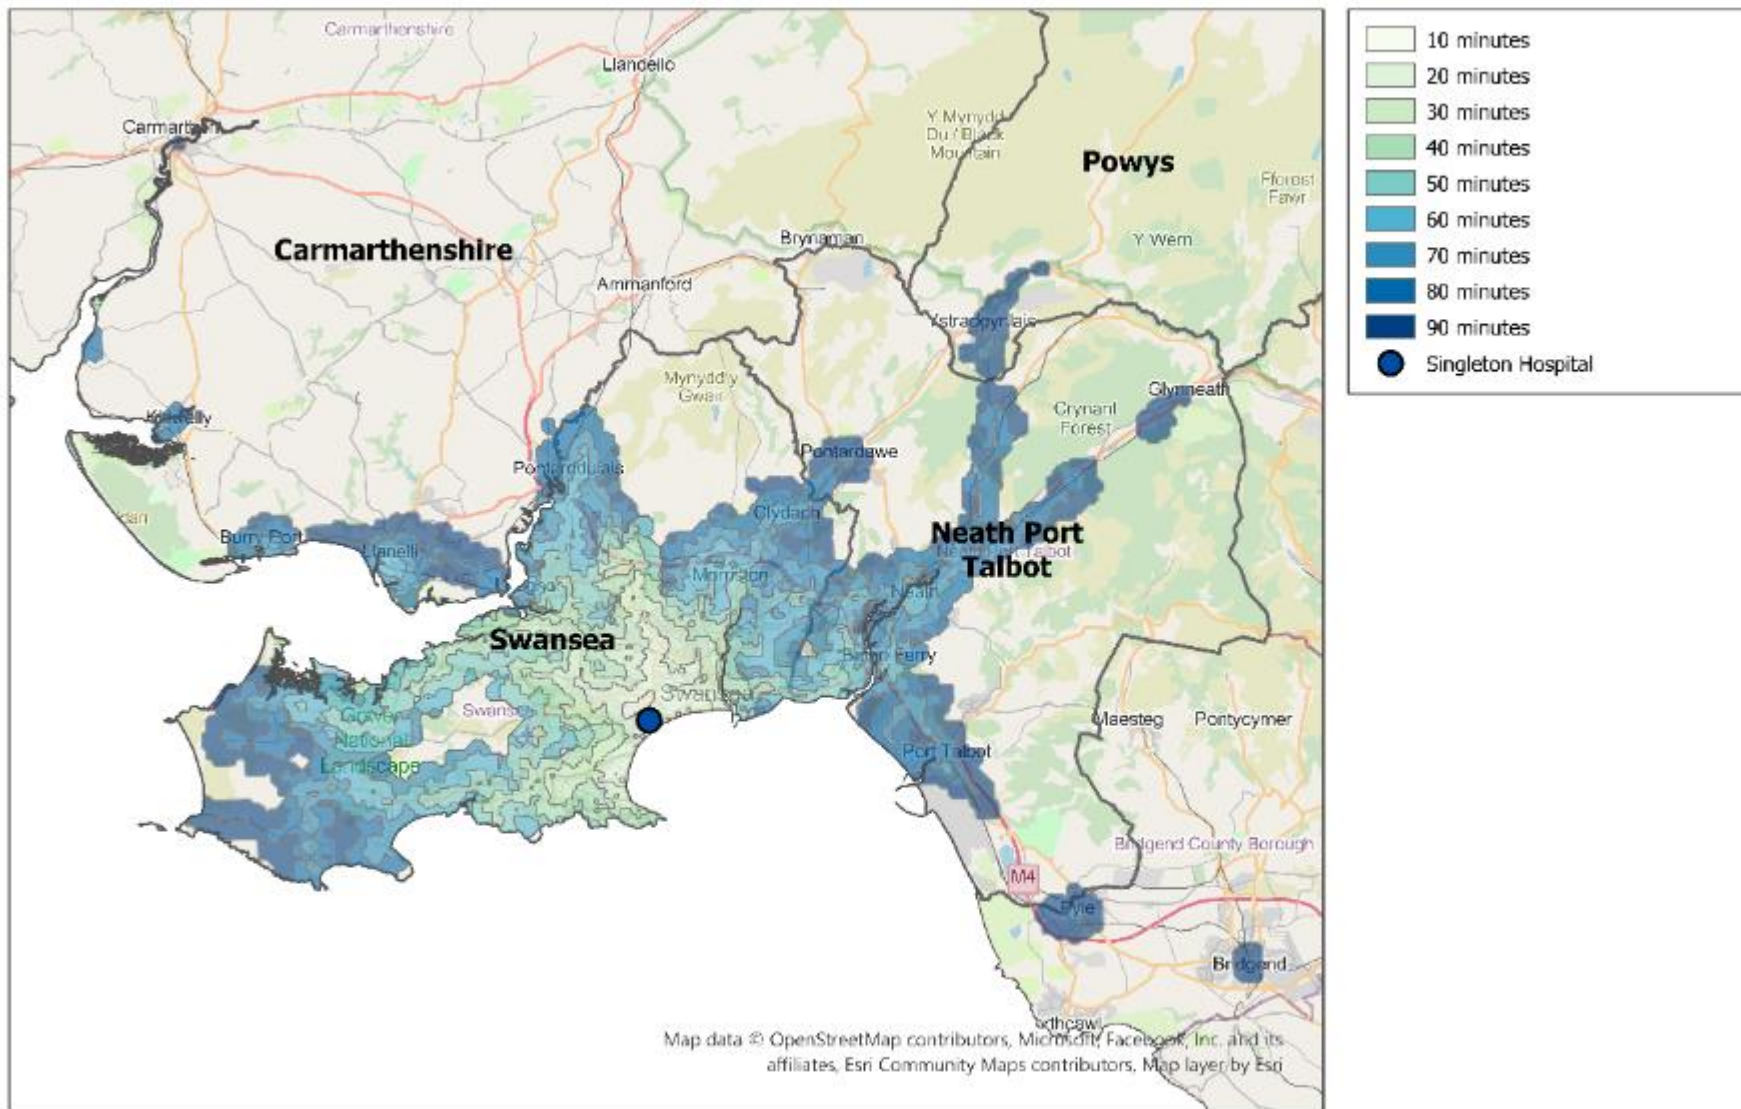 Carmarthenshire
Llandeilo
Y Mynydd
Du / Black
Mountain
Powys
Fforest
Fawr
Carmarthenshire
Brynaman
Y Wern
Ammanford
Ystradgynlais
Mynydd y
Gwair
Glynneath
Crynant
Forest
Pontardawe
Pontarddulais
Clydach
Neath Port
Talbot
Neath Port Talbot
Burry Port
Llanelli
Morriston
Neath
Swansea
Briton Ferry
Swansea
Swansea
Gower
National
Landscape
Maesteg
Pontycymer
Port Talbot
Bridgend County Borough
M4
Pyle
Bridgend
thcawl
Map data © OpenStreetMap contributors, Microsoft, Facebook, Inc. and its
affiliates, Esri Community Maps contributors, Map layer by Esri
10 minutes
20 minutes
30 minutes
40 minutes
50 minutes
60 minutes
70 minutes
80 minutes
90 minutes
Singleton Hospital